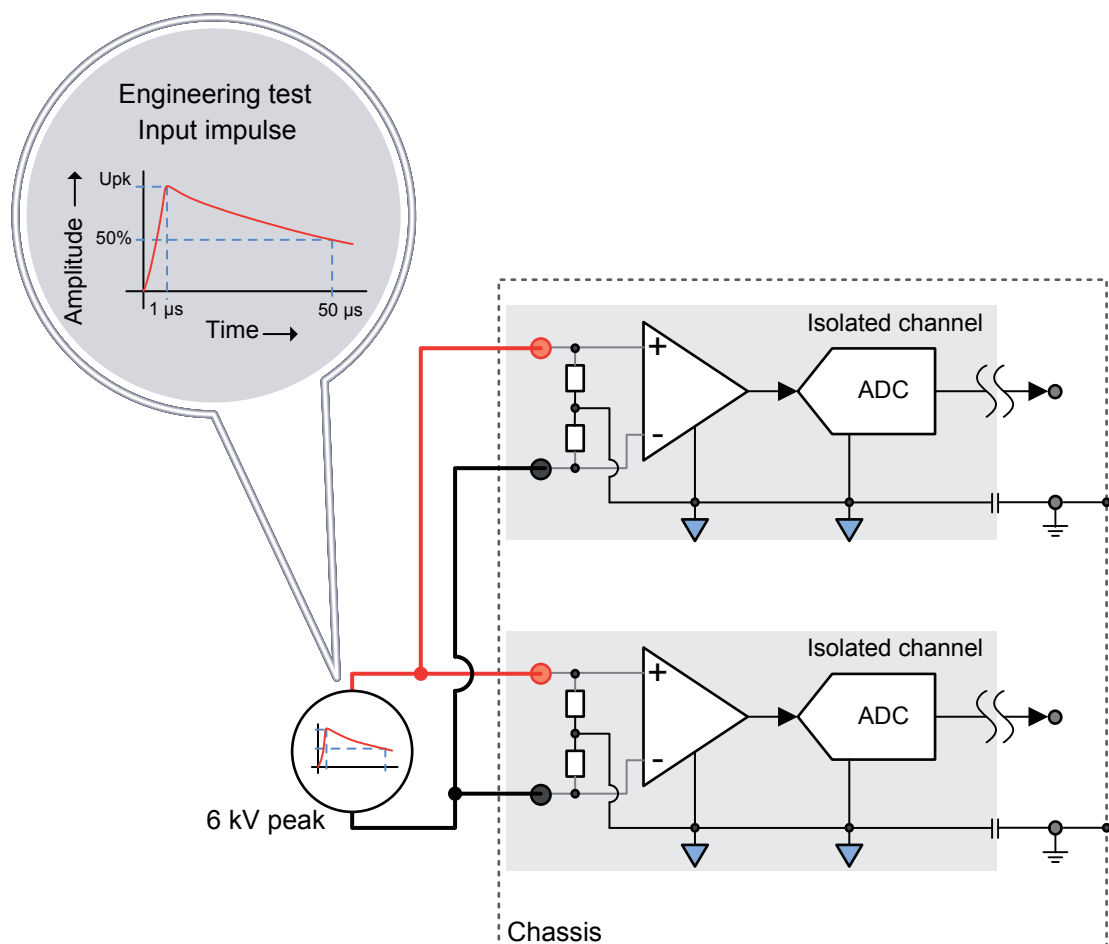 Engineering test
Input impulse
Upk
50%
Amplitude
1 µs
50 µs
Time
Isolated channel
+
-
ADC
Isolated channel
+
-
ADC
6 kV peak
Chassis